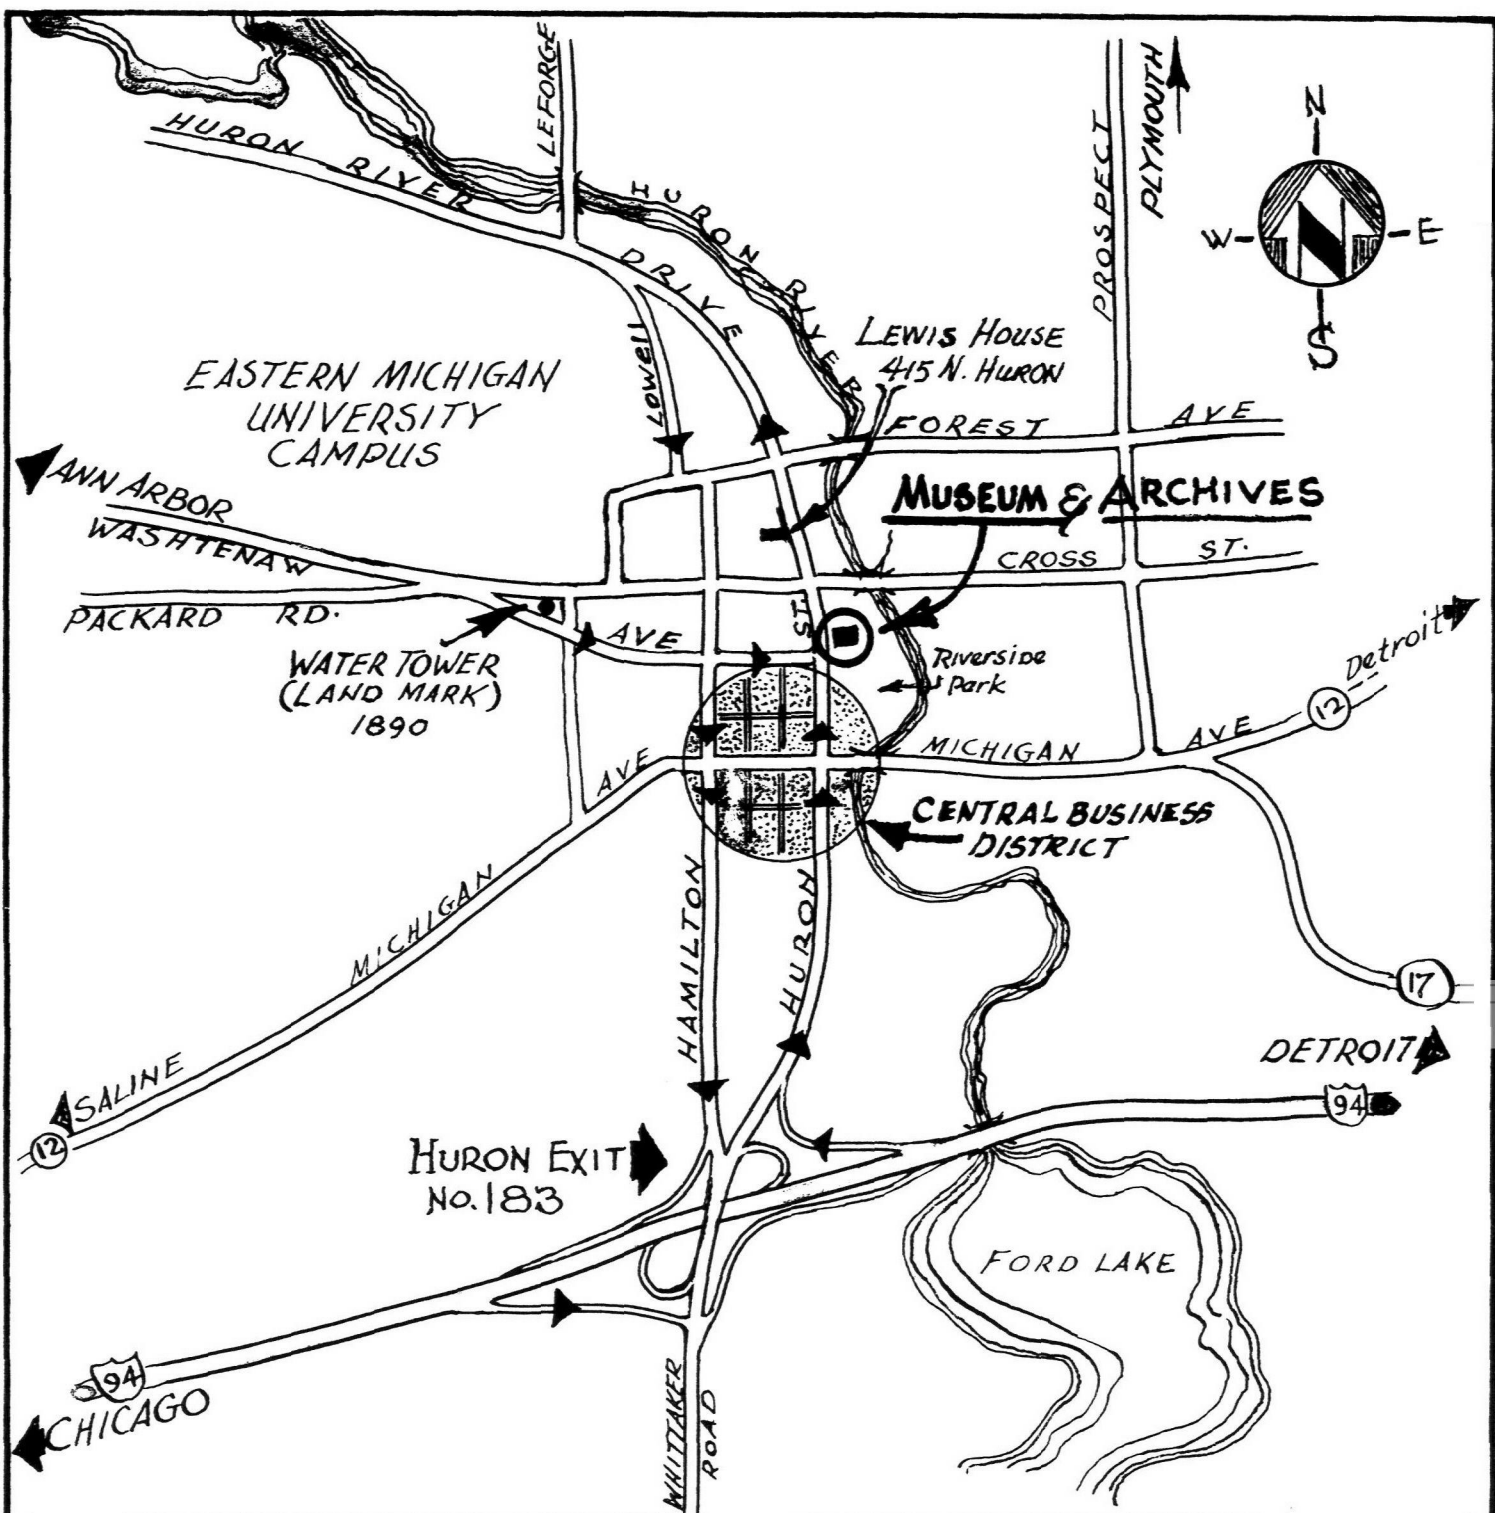 LEFORGE
PROSPECT
PLYMOUTH
N
W
E
S
HURON RIVER DRIVE
HURON RIVER
LOWELL
LEWIS HOUSE
415 N. HURON
EASTERN MICHIGAN
UNIVERSITY
CAMPUS
FOREST AVE
ANN ARBOR
WASHTENAW AVE
MUSEUM & ARCHIVES
CROSS ST.
PACKARD RD.
WATER TOWER
(LAND MARK)
1890
Riverside
Park
Detroit
12
MICHIGAN AVE
MICHIGAN AVE
CENTRAL BUSINESS
DISTRICT
HAMILTON
HURON ST.
17
SALINE
12
DETROIT
94
HURON EXIT
NO. 183
FORD LAKE
94
CHICAGO
WHITTAKER
ROAD